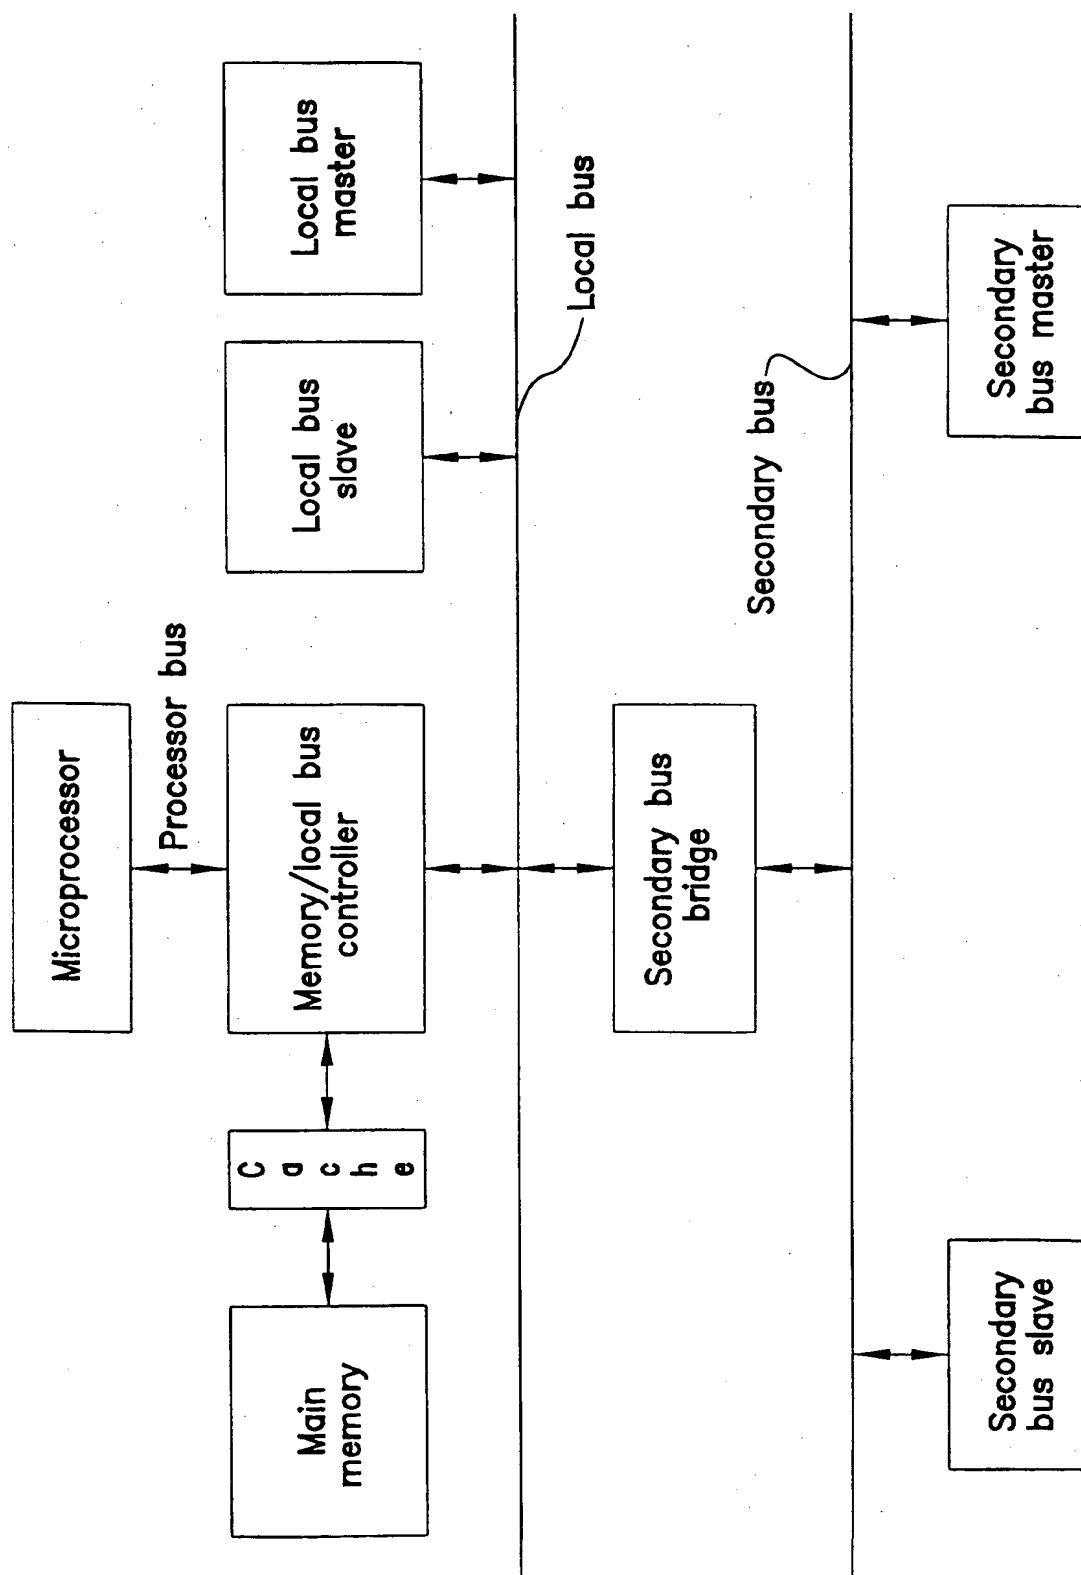 Microprocessor
Processor bus
Main
memory
Cache
Memory/local bus
controller
Local bus
slave
Local bus
master
Local bus
Secondary bus
bridge
Secondary bus
Secondary
bus slave
Secondary
bus master